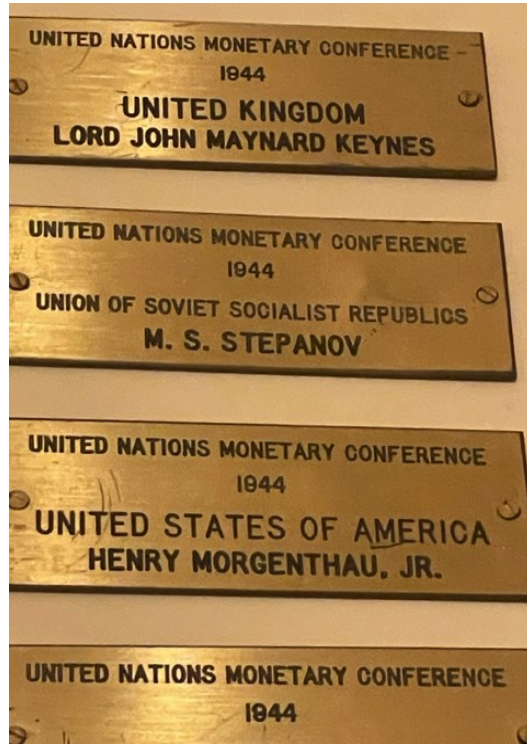 UNITED NATIONS MONETARY CONFERENCE
1944
UNITED KINGDOM
LORD JOHN MAYNARD KEYNES
UNITED NATIONS MONETARY CONFERENCE
1944
UNION OF SOVIET SOCIALIST REPUBLICS
M. S. STEPANOV
UNITED NATIONS MONETARY CONFERENCE
1944
UNITED STATES OF AMERICA
HENRY MORGENTHAU, JR.
UNITED NATIONS MONETARY CONFERENCE
1944